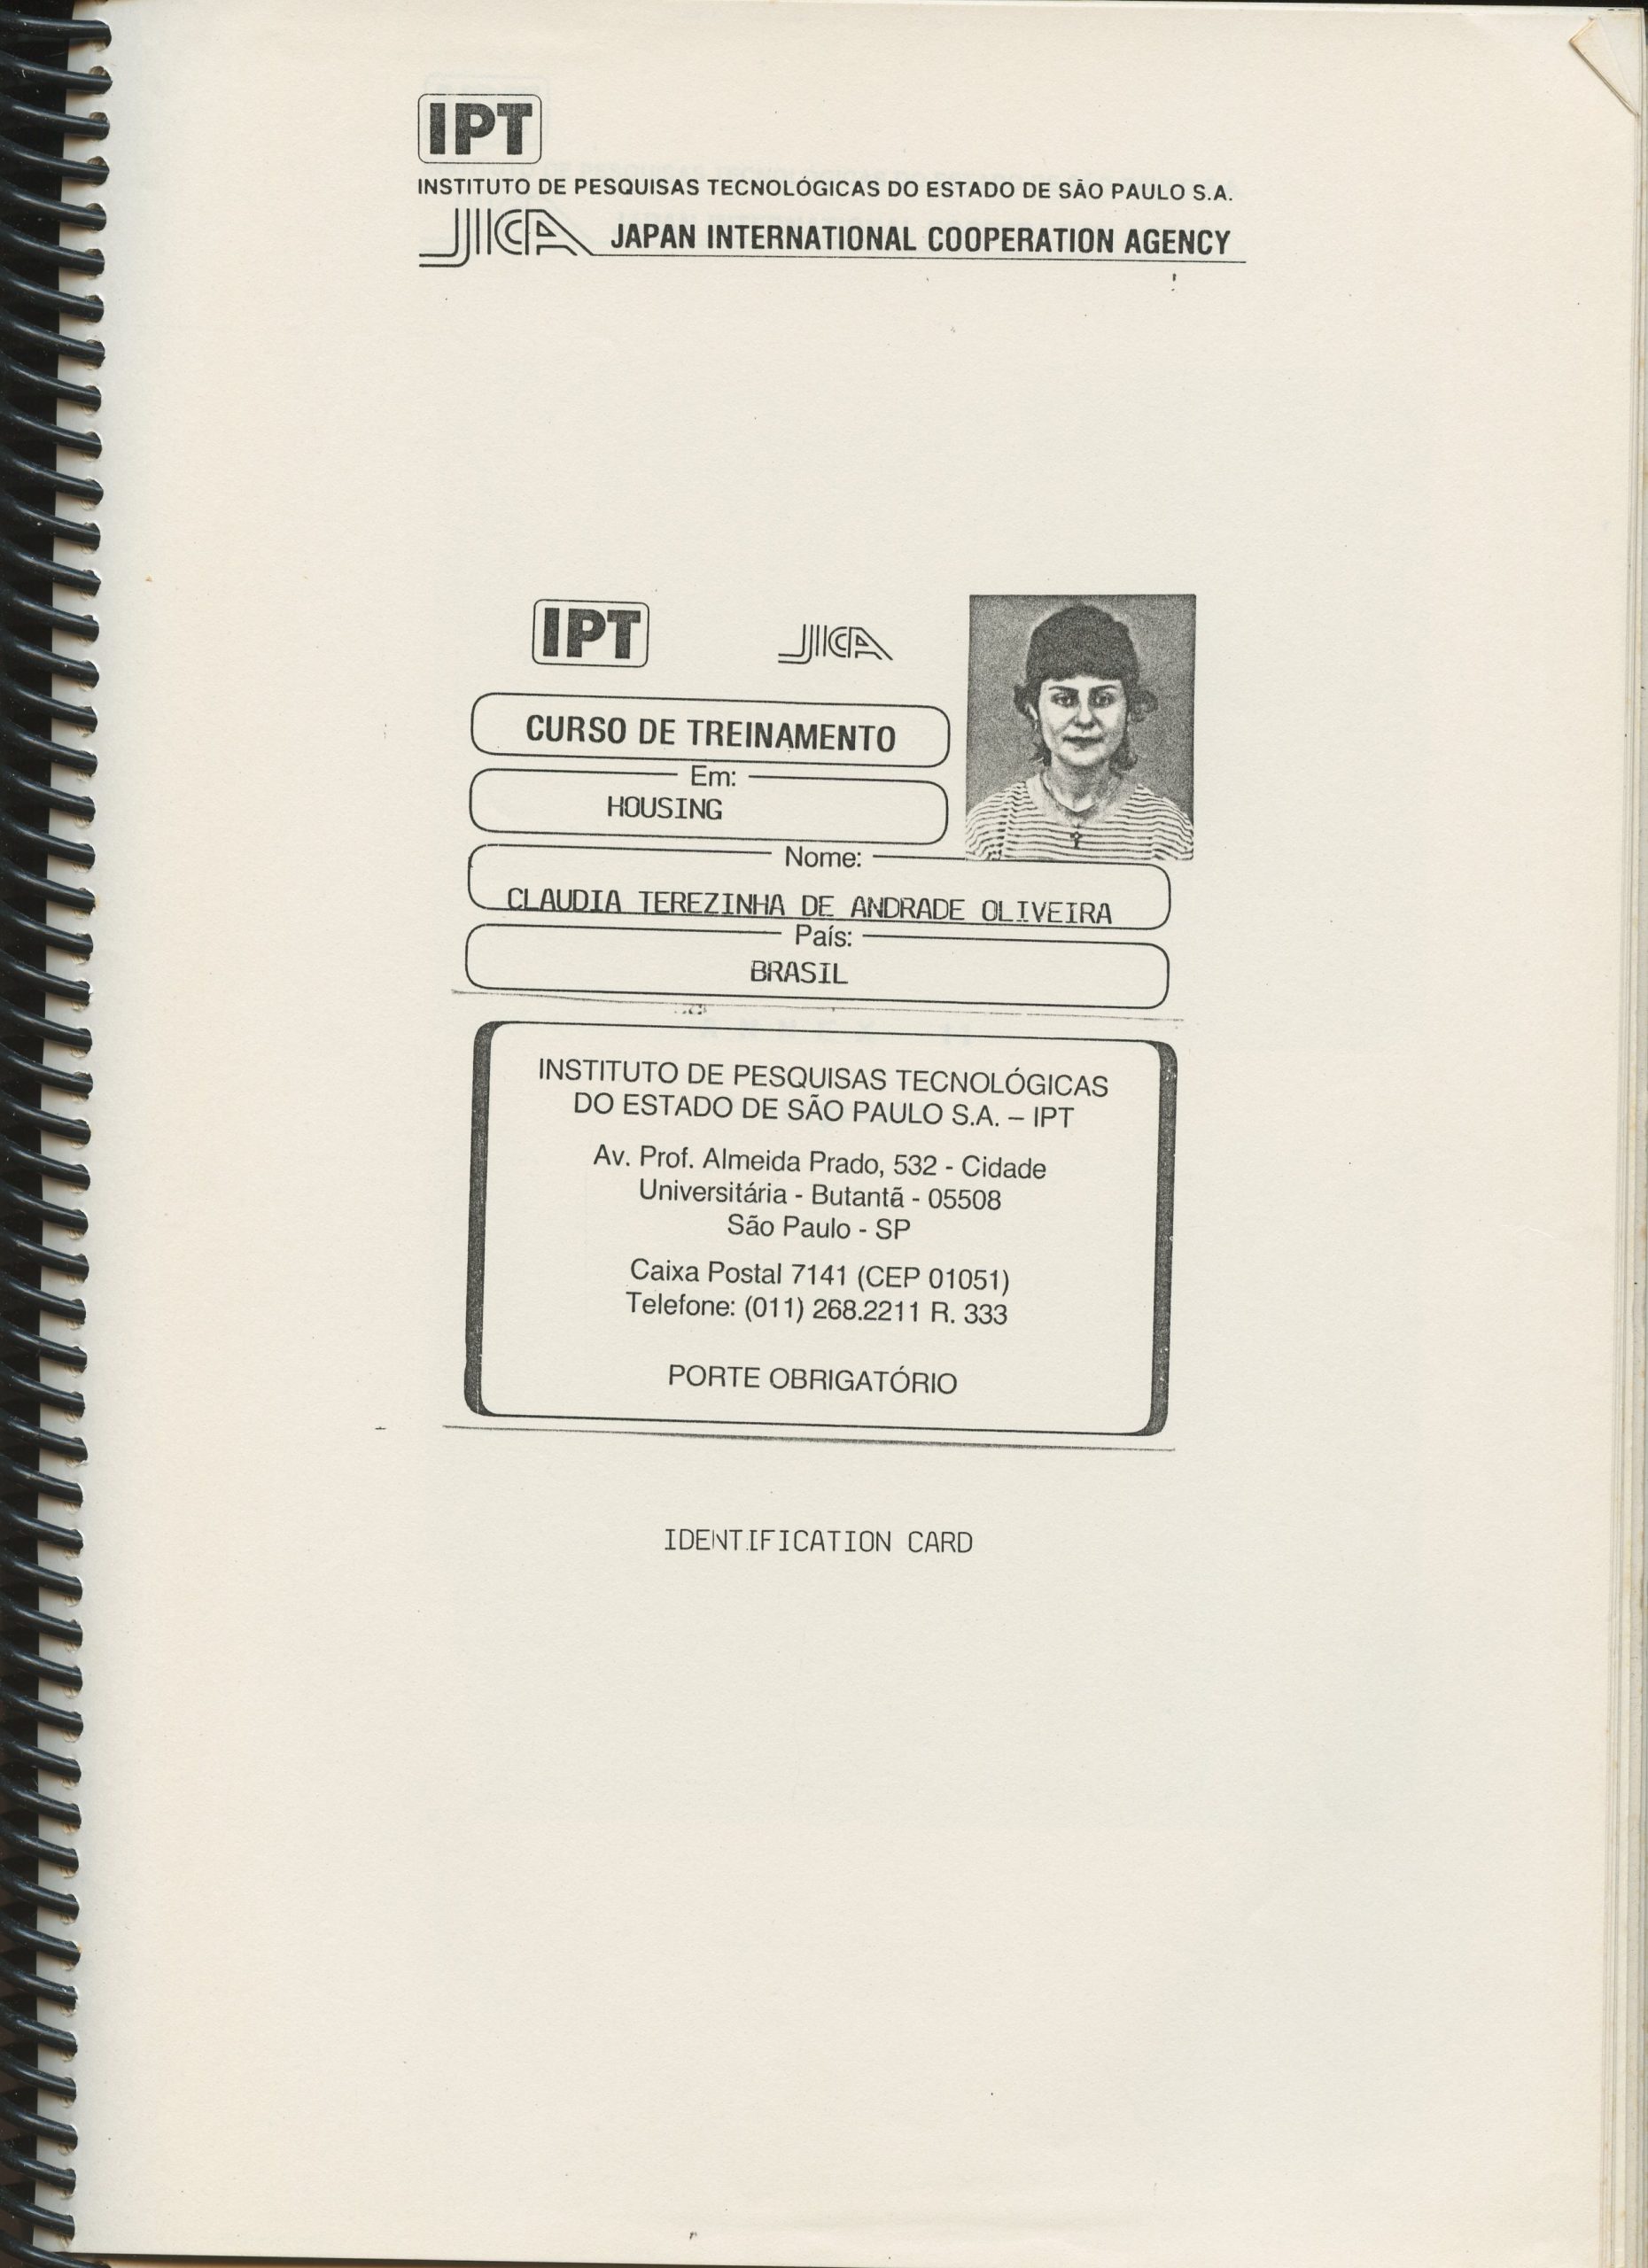 IPT
INSTITUTO DE PESQUISAS TECNOLÓGICAS DO ESTADO DE SÃO PAULO S.A.
JICA JAPAN INTERNATIONAL COOPERATION AGENCY
IPT JICA
CURSO DE TREINAMENTO
Em:
HOUSING
Nome:
CLAUDIA TEREZINHA DE ANDRADE OLIVEIRA
País:
BRASIL
INSTITUTO DE PESQUISAS TECNOLÓGICAS
DO ESTADO DE SÃO PAULO S.A. – IPT
Av. Prof. Almeida Prado, 532 - Cidade
Universitária - Butantã - 05508
São Paulo - SP
Caixa Postal 7141 (CEP 01051)
Telefone: (011) 268.2211 R. 333
PORTE OBRIGATÓRIO
IDENTIFICATION CARD